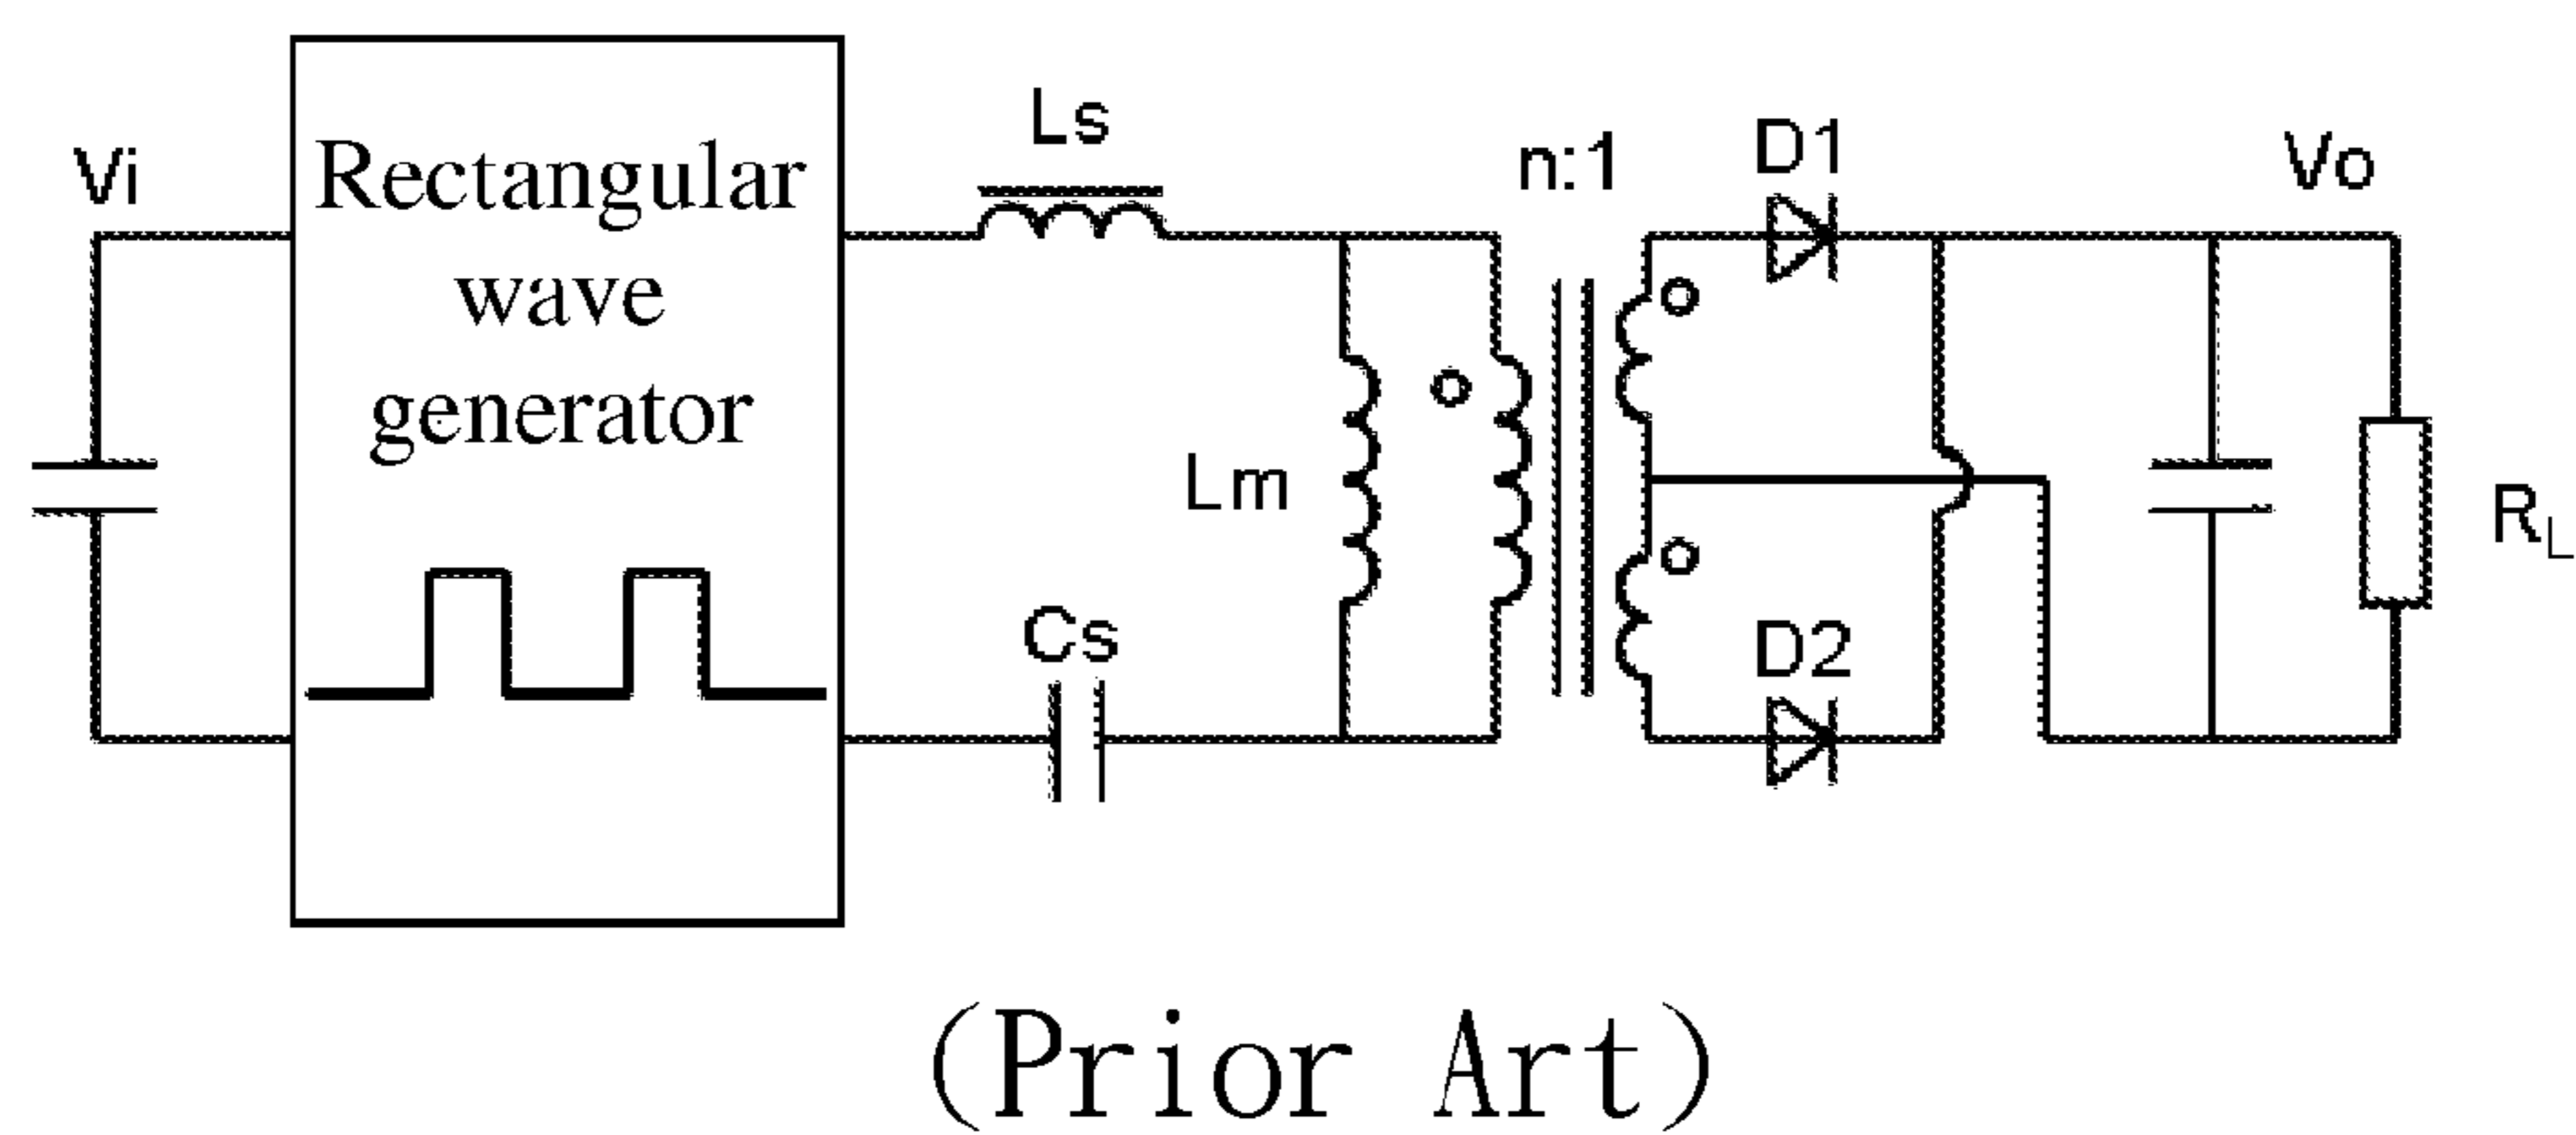 Vi
Rectangular
wave
generator
Ls
n:1
D1
Vo
Lm
RL
Cs
D2
(Prior Art)